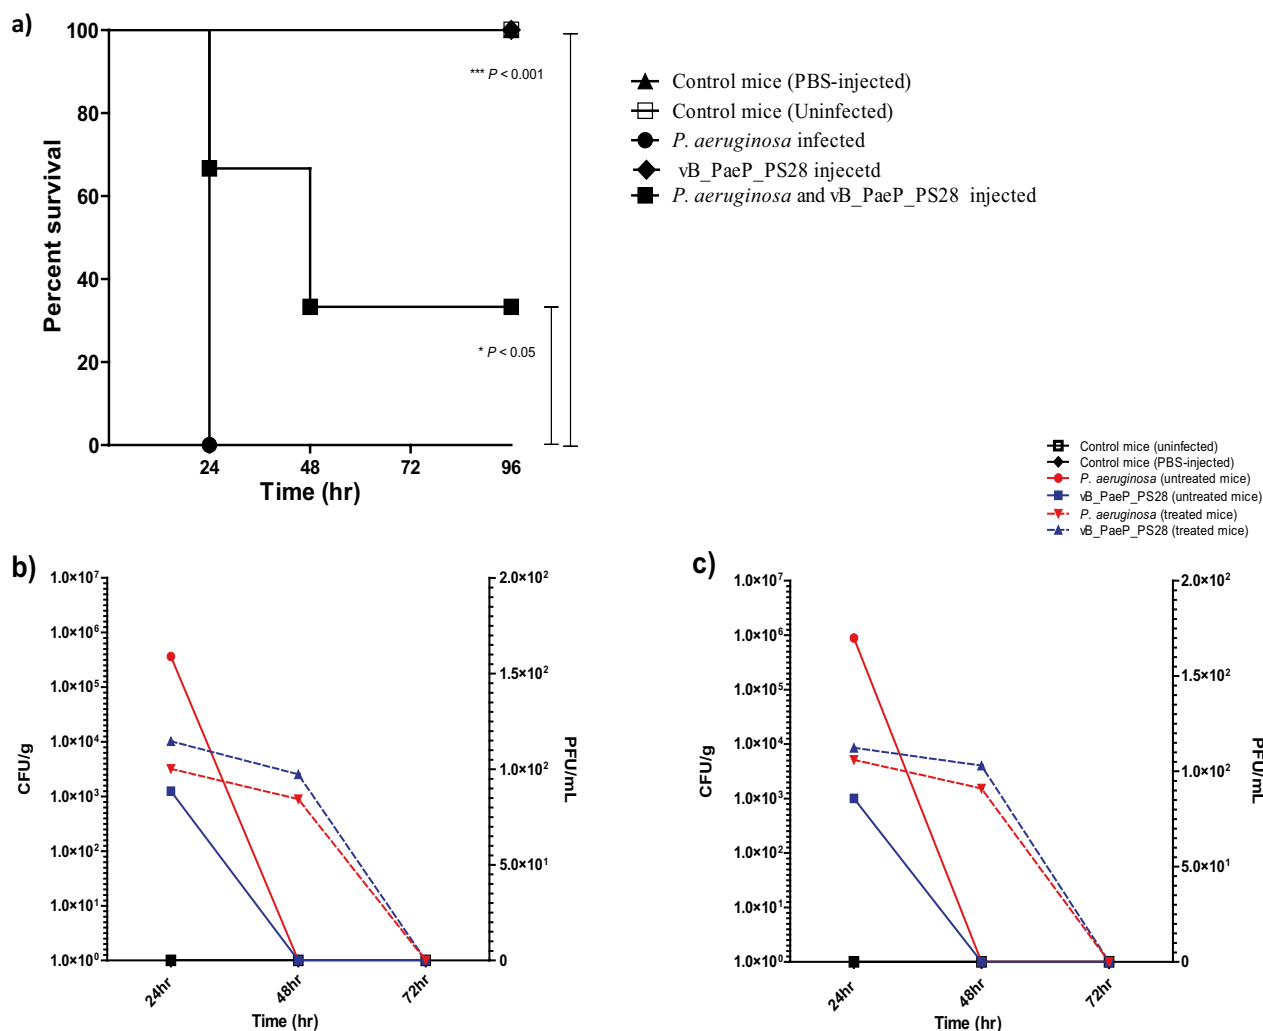 a)
100
80
60
40
20
0
Percent survival
24 48 72 96
Time (hr)
*** P < 0.001
* P < 0.05
Control mice (PBS-injected)
Control mice (Uninfected)
P. aeruginosa infected
vB_PaeP_PS28 injecetd
P. aeruginosa and vB_PaeP_PS28 injected
Control mice (uninfected)
Control mice (PBS-injected)
P. aeruginosa (untreated mice)
vB_PaeP_PS28 (untreated mice)
P. aeruginosa (treated mice)
vB_PaeP_PS28 (treated mice)
b)
1.0×10⁷
1.0×10⁶
1.0×10⁵
1.0×10⁴
1.0×10³
1.0×10²
1.0×10¹
1.0×10⁰
CFU/g
2.0×10²
1.5×10²
1.0×10²
5.0×10¹
0
PFU/mL
24hr 48hr 72hr
Time (hr)
c)
1.0×10⁷
1.0×10⁶
1.0×10⁵
1.0×10⁴
1.0×10³
1.0×10²
1.0×10¹
1.0×10⁰
CFU/g
2.0×10²
1.5×10²
1.0×10²
5.0×10¹
0
PFU/mL
24hr 48hr 72hr
Time (hr)